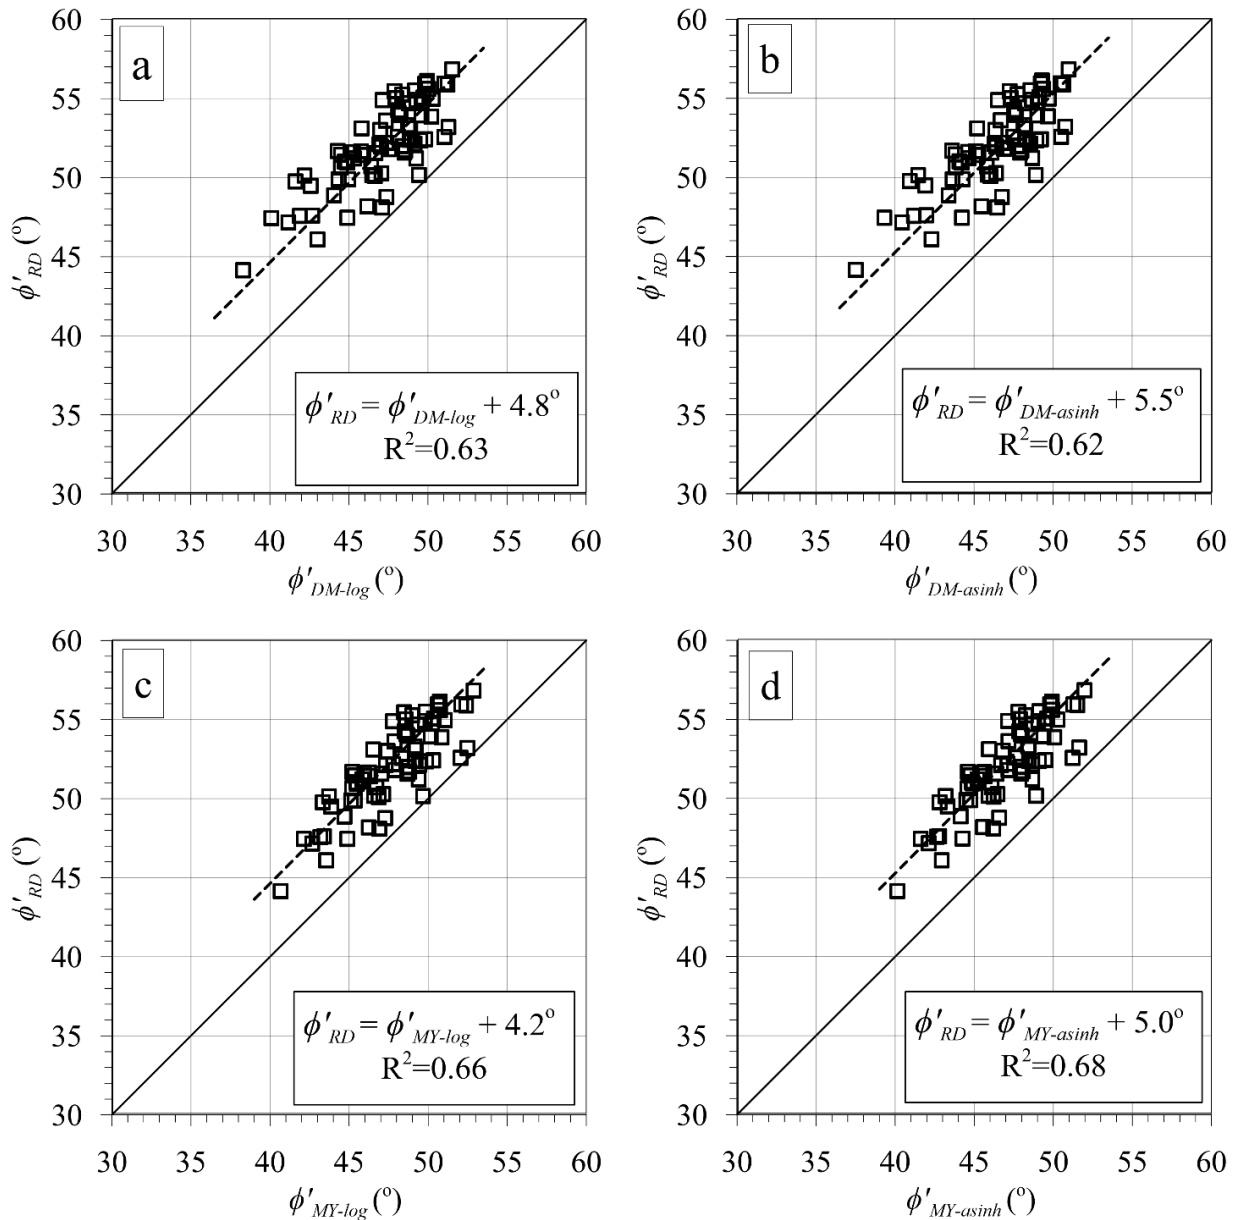 a
60
55
50
45
40
35
30
ϕ′RD (º)
ϕ′RD = ϕ′DM-log + 4.8º
R²=0.63
30 35 40 45 50 55 60
ϕ′DM-log (º)
b
60
55
50
45
40
35
30
ϕ′RD (º)
ϕ′RD = ϕ′DM-asinh + 5.5º
R²=0.62
30 35 40 45 50 55 60
ϕ′DM-asinh (º)
c
60
55
50
45
40
35
30
ϕ′RD (º)
ϕ′RD = ϕ′MY-log + 4.2º
R²=0.66
30 35 40 45 50 55 60
ϕ′MY-log (º)
d
60
55
50
45
40
35
30
ϕ′RD (º)
ϕ′RD = ϕ′MY-asinh + 5.0º
R²=0.68
30 35 40 45 50 55 60
ϕ′MY-asinh (º)